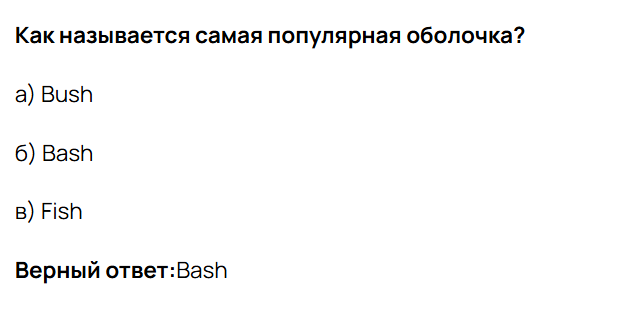 Как называется самая популярная оболочка?
а) Bush
б) Bash
в) Fish
Верный ответ:Bash